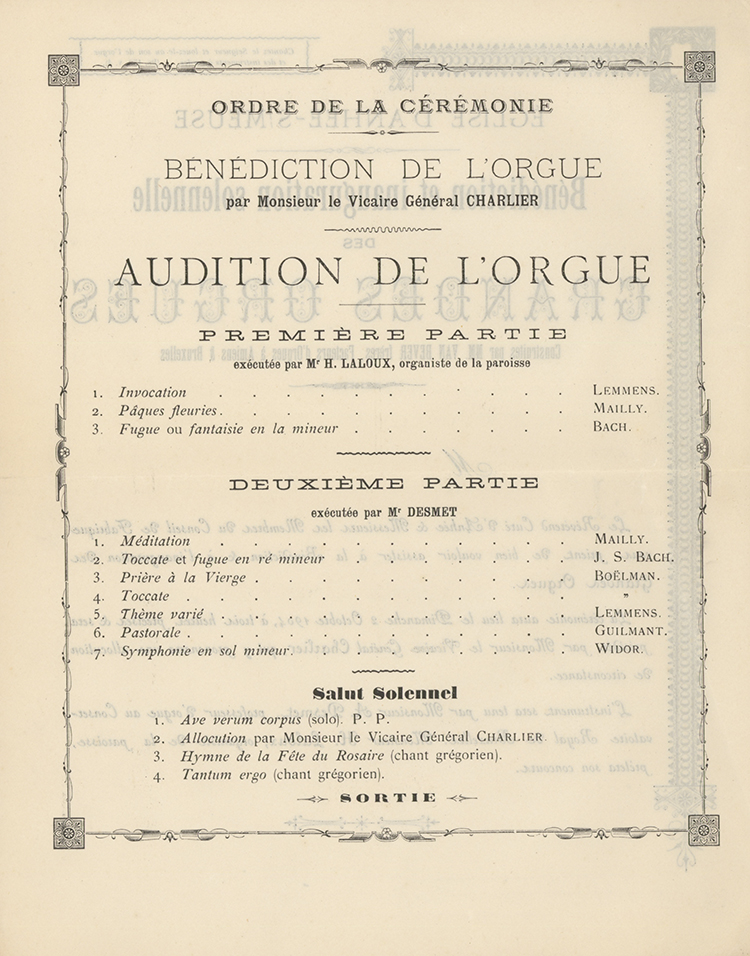 ORDRE DE LA CÉRÉMONIE
BÉNÉDICTION DE L'ORGUE
par Monsieur le Vicaire Général CHARLIER
AUDITION DE L'ORGUE
PREMIÈRE PARTIE
exécutée par Mr H. LALOUX, organiste de la paroisse
1. Invocation . . . . . . . . . . LEMMENS.
2. Pâques fleuries. . . . . . . . . . MAILLY.
3. Fugue ou fantaisie en la mineur . . . . . . BACH.
DEUXIÈME PARTIE
exécutée par Mr DESMET
1. Méditation . . . . . . . . . . MAILLY.
2. Toccate et fugue en ré mineur . . . . . . . J. S. BACH.
3. Prière à la Vierge . . . . . . . . . BOËLMAN.
4. Toccate . . . . . . . . . . . "
5. Thème varié . . . . . . . . . . LEMMENS.
6. Pastorale . . . . . . . . . . . GUILMANT.
7. Symphonie en sol mineur. . . . . . . . WIDOR.
Salut Solennel
1. Ave verum corpus (solo). P. P.
2. Allocution par Monsieur le Vicaire Général CHARLIER
3. Hymne de la Fête du Rosaire (chant grégorien).
4. Tantum ergo (chant grégorien).
SORTIE